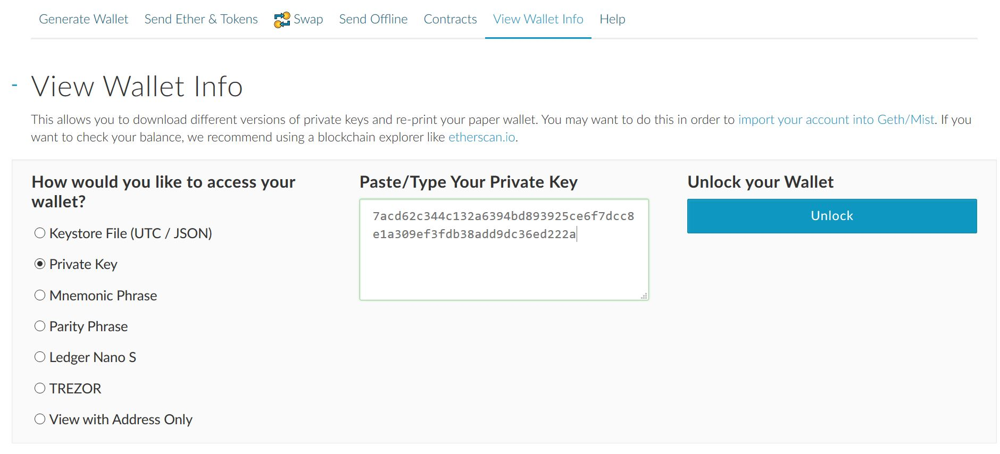 Generate Wallet Send Ether & Tokens Swap Send Offline Contracts View Wallet Info Help
- View Wallet Info
This allows you to download different versions of private keys and re-print your paper wallet. You may want to do this in order to import your account into Geth/Mist. If you
want to check your balance, we recommend using a blockchain explorer like etherscan.io.
How would you like to access your
wallet?
Keystore File (UTC / JSON)
Private Key
Mnemonic Phrase
Parity Phrase
Ledger Nano S
TREZOR
View with Address Only
Paste/Type Your Private Key
7acd62c344c132a6394bd893925ce6f7dcc8
e1a309ef3fdb38add9dc36ed222a
Unlock your Wallet
Unlock